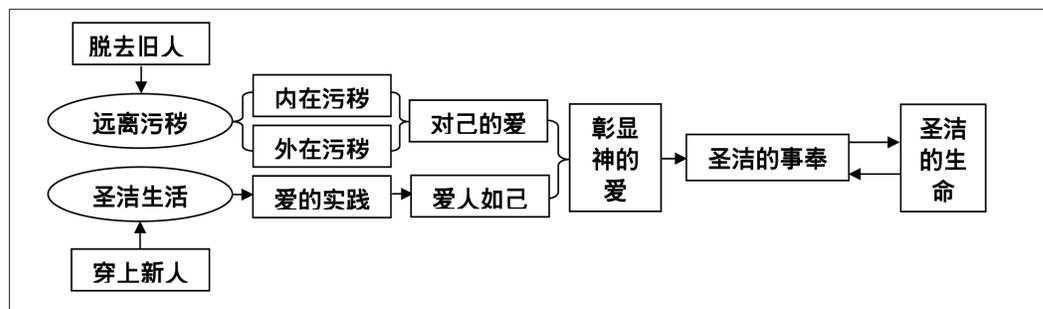 脱去旧人
远离污秽
内在污秽
外在污秽
对己的爱
圣洁生活
爱的实践
爱人如己
穿上新人
彰显
神的
爱
圣洁的事奉
圣洁
的生
命